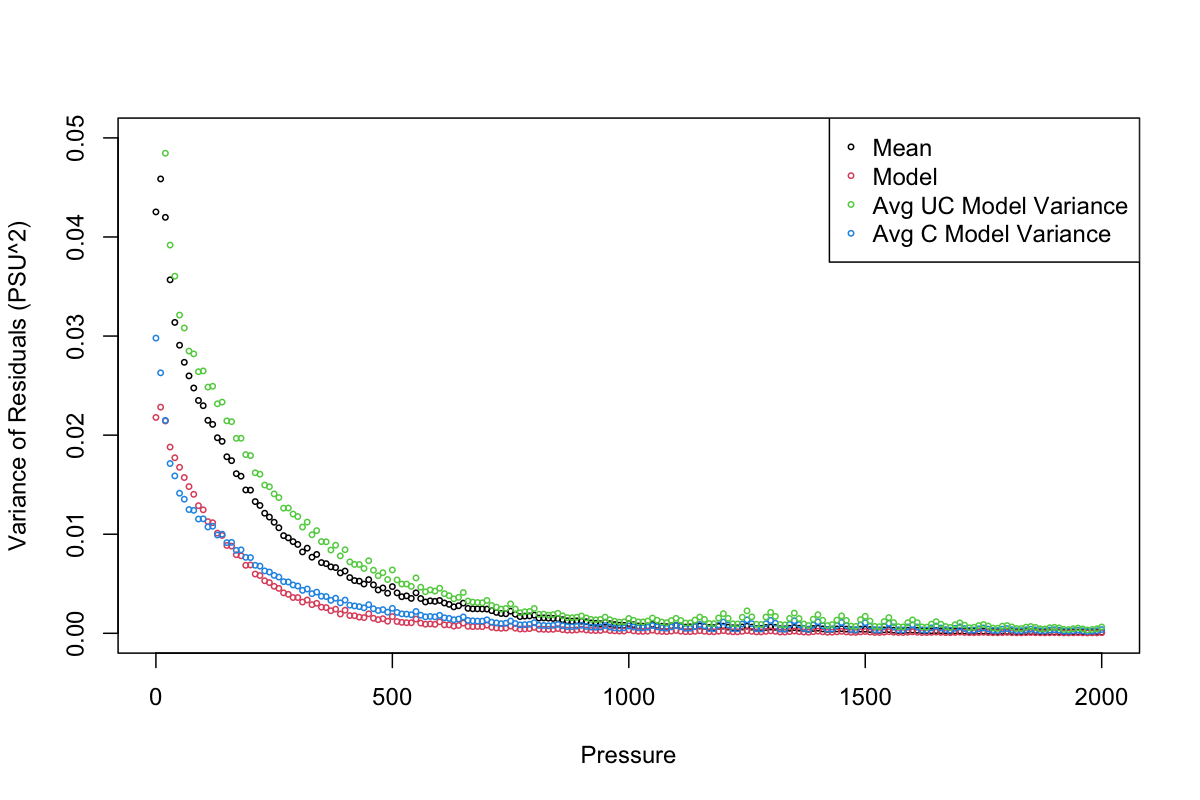 Variance of Residuals (PSU^2)
0.05
0.04
0.03
0.02
0.01
0.00
Mean
Model
Avg UC Model Variance
Avg C Model Variance
0 500 1000 1500 2000
Pressure